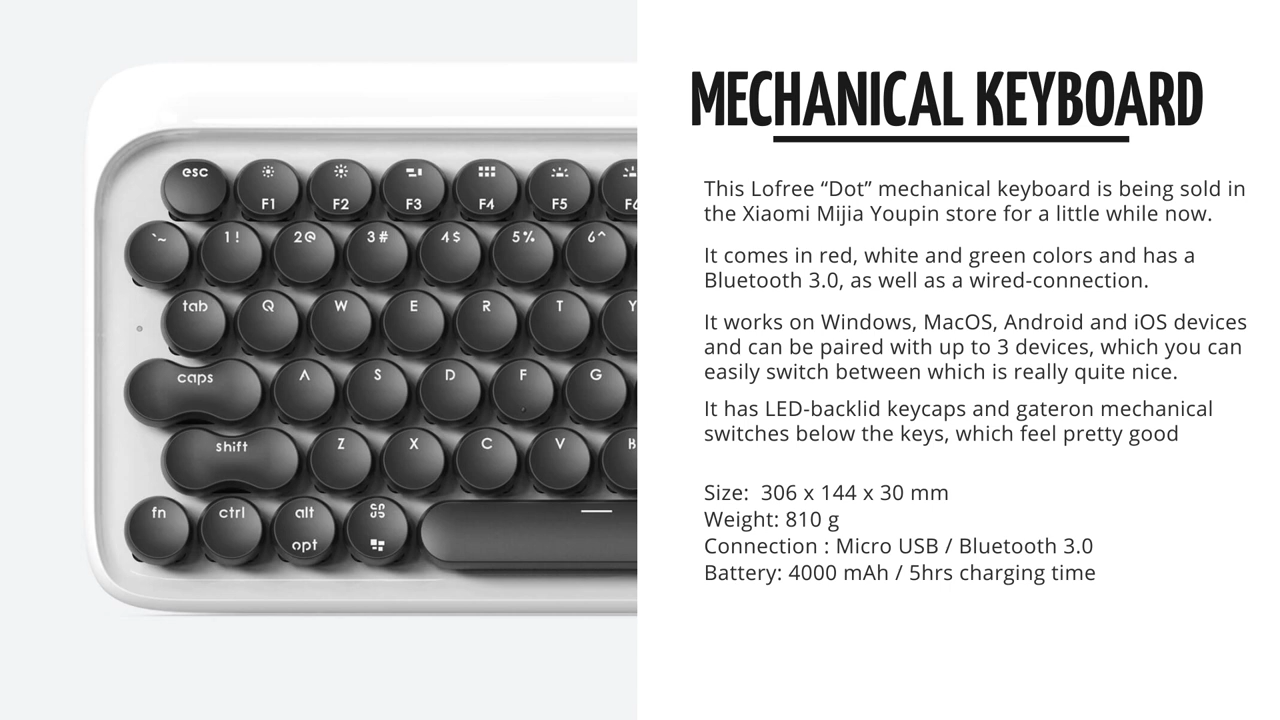 MECHANICAL KEYBOARD
This Lofree “Dot” mechanical keyboard is being sold in
the Xiaomi Mijia Youpin store for a little while now.
It comes in red, white and green colors and has a
Bluetooth 3.0, as well as a wired-connection.
It works on Windows, MacOS, Android and iOS devices
and can be paired with up to 3 devices, which you can
easily switch between which is really quite nice.
It has LED-backlid keycaps and gateron mechanical
switches below the keys, which feel pretty good
Size:  306 x 144 x 30 mm
Weight: 810 g
Connection : Micro USB / Bluetooth 3.0
Battery: 4000 mAh / 5hrs charging time
esc F1 F2 F3 F4 F5 F6
`~ 1! 2@ 3# 4$ 5% 6^
tab Q W E R T Y
caps A S D F G
shift Z X C V B
fn ctrl alt
opt